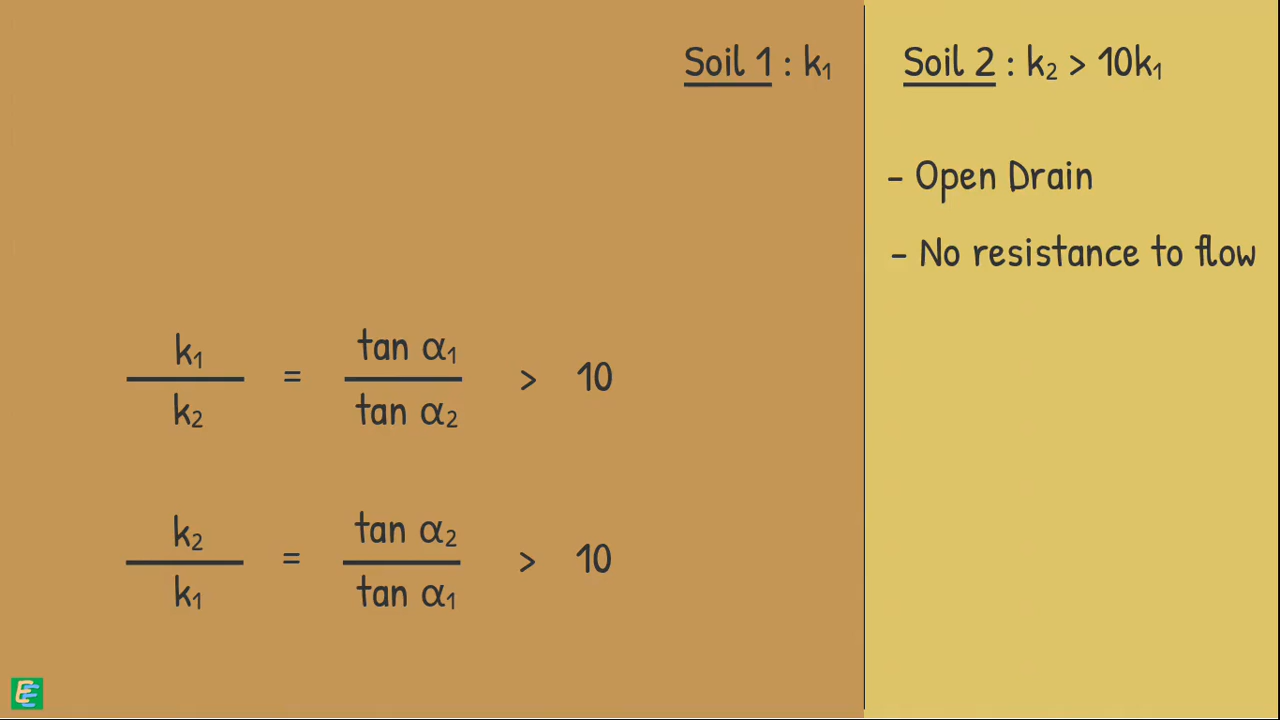 Soil 1 : k₁
Soil 2 : k₂ > 10k₁
- Open Drain
- No resistance to flow
k₁ / k₂ = tan α₁ / tan α₂ > 10
k₂ / k₁ = tan α₂ / tan α₁ > 10
EE